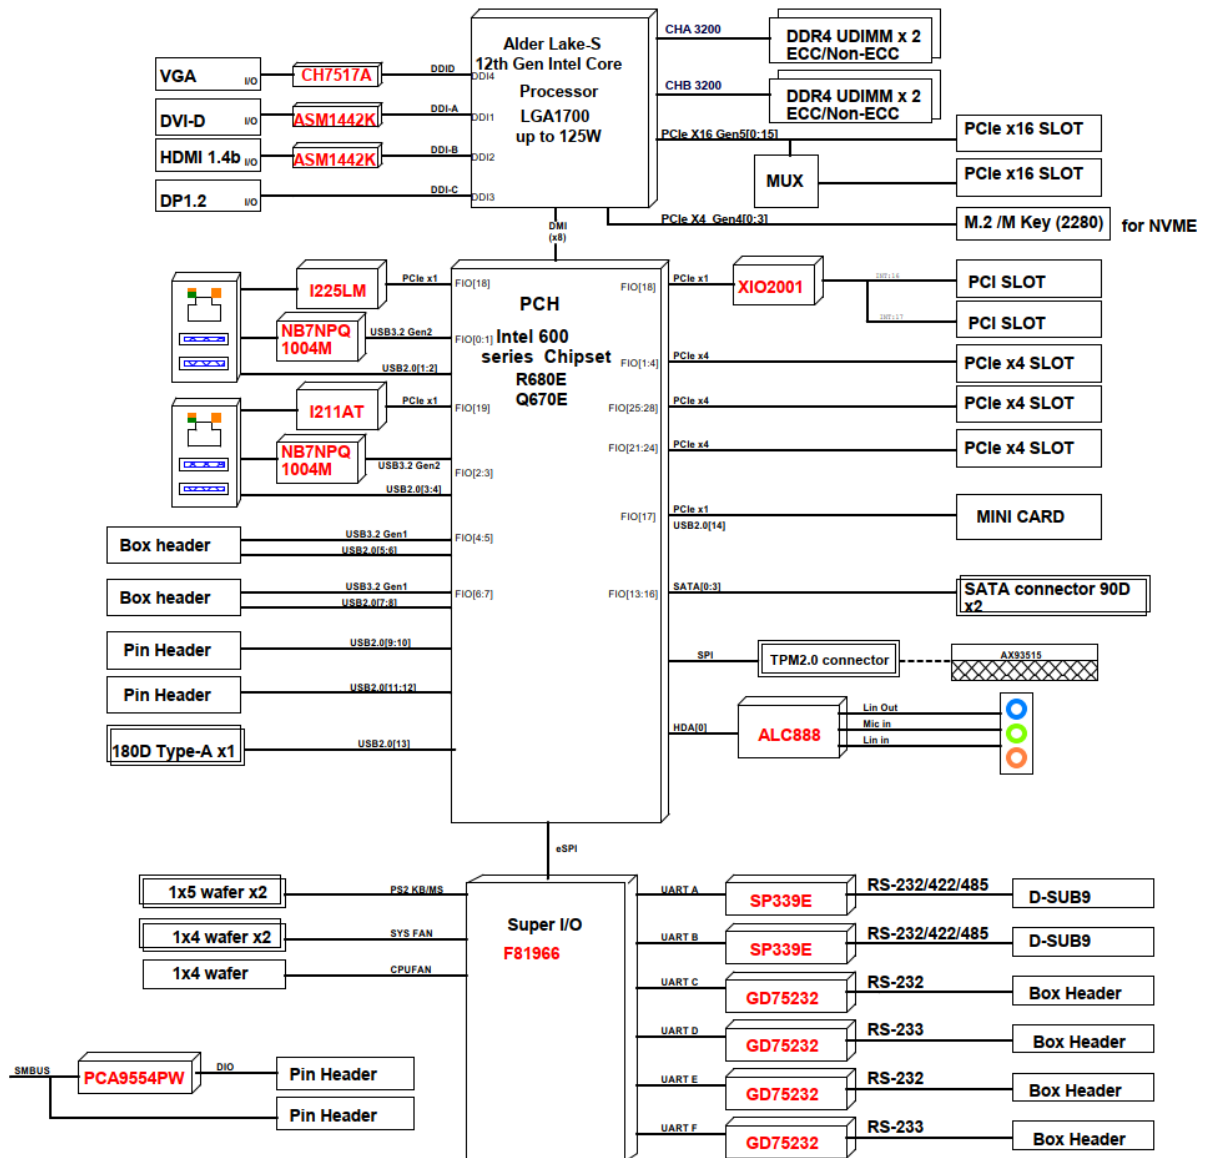 Alder Lake-S
12th Gen Intel Core
Processor
LGA1700
up to 125W
CHA 3200
DDR4 UDIMM x 2
ECC/Non-ECC
CHB 3200
DDR4 UDIMM x 2
ECC/Non-ECC
VGA I/O
CH7517A
DDID
DDI4
DVI-D I/O
ASM1442K
DDI-A
DDI1
HDMI 1.4b I/O
ASM1442K
DDI-B
DDI2
DP1.2 I/O
DDI-C
DDI3
PCIe X16 Gen5[0:15]
PCIe x16 SLOT
MUX
PCIe x16 SLOT
PCIe X4 Gen4[0:3]
M.2 /M Key (2280)
for NVME
DMI
(x8)
PCH
Intel 600
series Chipset
R680E
Q670E
I225LM
PCIe x1
FIO[18]
NB7NPQ
1004M
USB3.2 Gen2
FIO[0:1]
USB2.0[1:2]
I211AT
PCIe x1
FIO[19]
NB7NPQ
1004M
USB3.2 Gen2
FIO[2:3]
USB2.0[3:4]
Box header
USB3.2 Gen1
FIO[4:5]
USB2.0[5:6]
Box header
USB3.2 Gen1
FIO[6:7]
USB2.0[7:8]
Pin Header
USB2.0[9:10]
Pin Header
USB2.0[11:12]
180D Type-A x1
USB2.0[13]
FIO[18]
PCIe x1
XIO2001
INT:16
PCI SLOT
INT:17
PCI SLOT
FIO[1:4]
PCIe x4
PCIe x4 SLOT
FIO[25:28]
PCIe x4
PCIe x4 SLOT
FIO[21:24]
PCIe x4
PCIe x4 SLOT
FIO[17]
PCIe x1
USB2.0[14]
MINI CARD
FIO[13:16]
SATA[0:3]
SATA connector 90D
x2
SPI
TPM2.0 connector
AX93515
HDA[0]
ALC888
Lin Out
Mic in
Lin in
eSPI
Super I/O
F81966
1x5 wafer x2
PS2 KB/MS
1x4 wafer x2
SYS FAN
1x4 wafer
CPUFAN
SMBUS
PCA9554PW
DIO
Pin Header
Pin Header
UART A
SP339E
RS-232/422/485
D-SUB9
UART B
SP339E
RS-232/422/485
D-SUB9
UART C
GD75232
RS-232
Box Header
UART D
GD75232
RS-233
Box Header
UART E
GD75232
RS-232
Box Header
UART F
GD75232
RS-233
Box Header